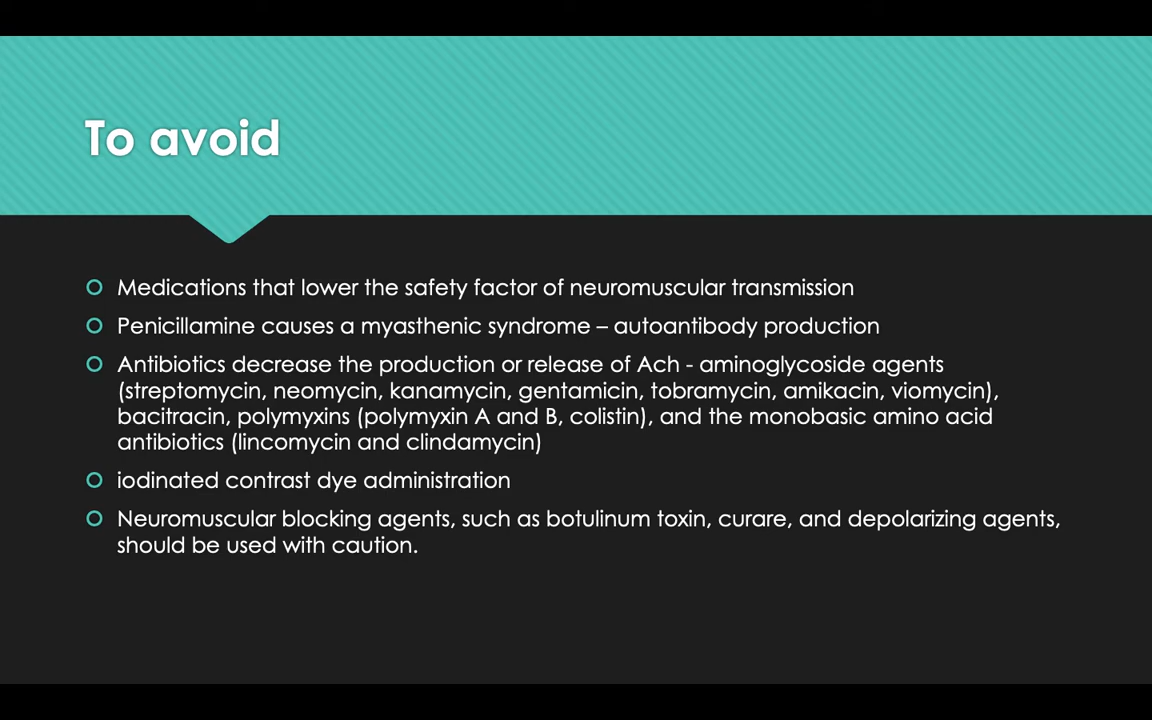 To avoid
Medications that lower the safety factor of neuromuscular transmission
Penicillamine causes a myasthenic syndrome – autoantibody production
Antibiotics decrease the production or release of Ach - aminoglycoside agents
(streptomycin, neomycin, kanamycin, gentamicin, tobramycin, amikacin, viomycin),
bacitracin, polymyxins (polymyxin A and B, colistin), and the monobasic amino acid
antibiotics (lincomycin and clindamycin)
iodinated contrast dye administration
Neuromuscular blocking agents, such as botulinum toxin, curare, and depolarizing agents,
should be used with caution.